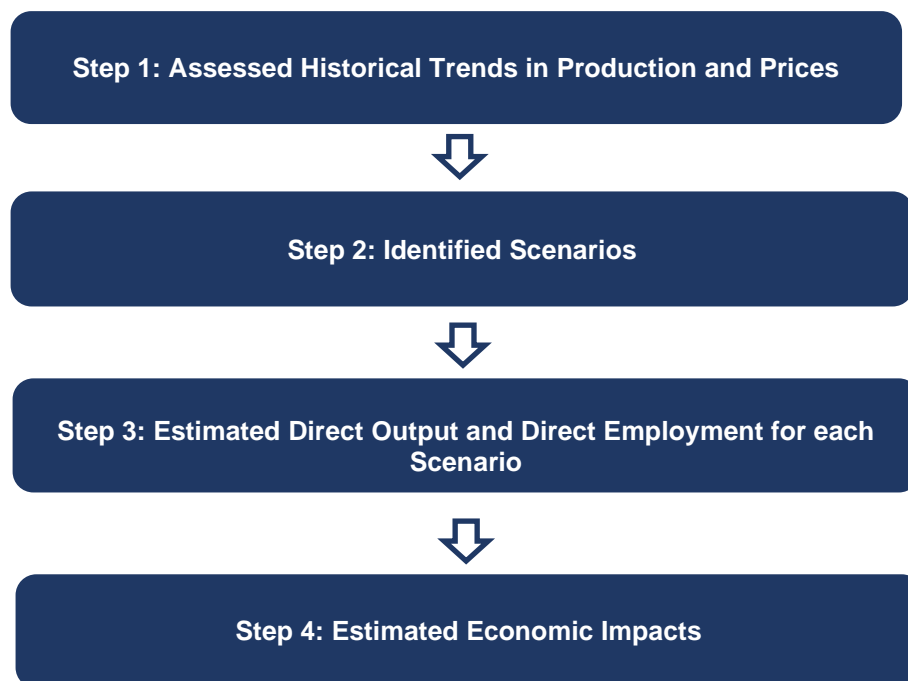 Step 1: Assessed Historical Trends in Production and Prices
Step 2: Identified Scenarios
Step 3: Estimated Direct Output and Direct Employment for each
Scenario
Step 4: Estimated Economic Impacts